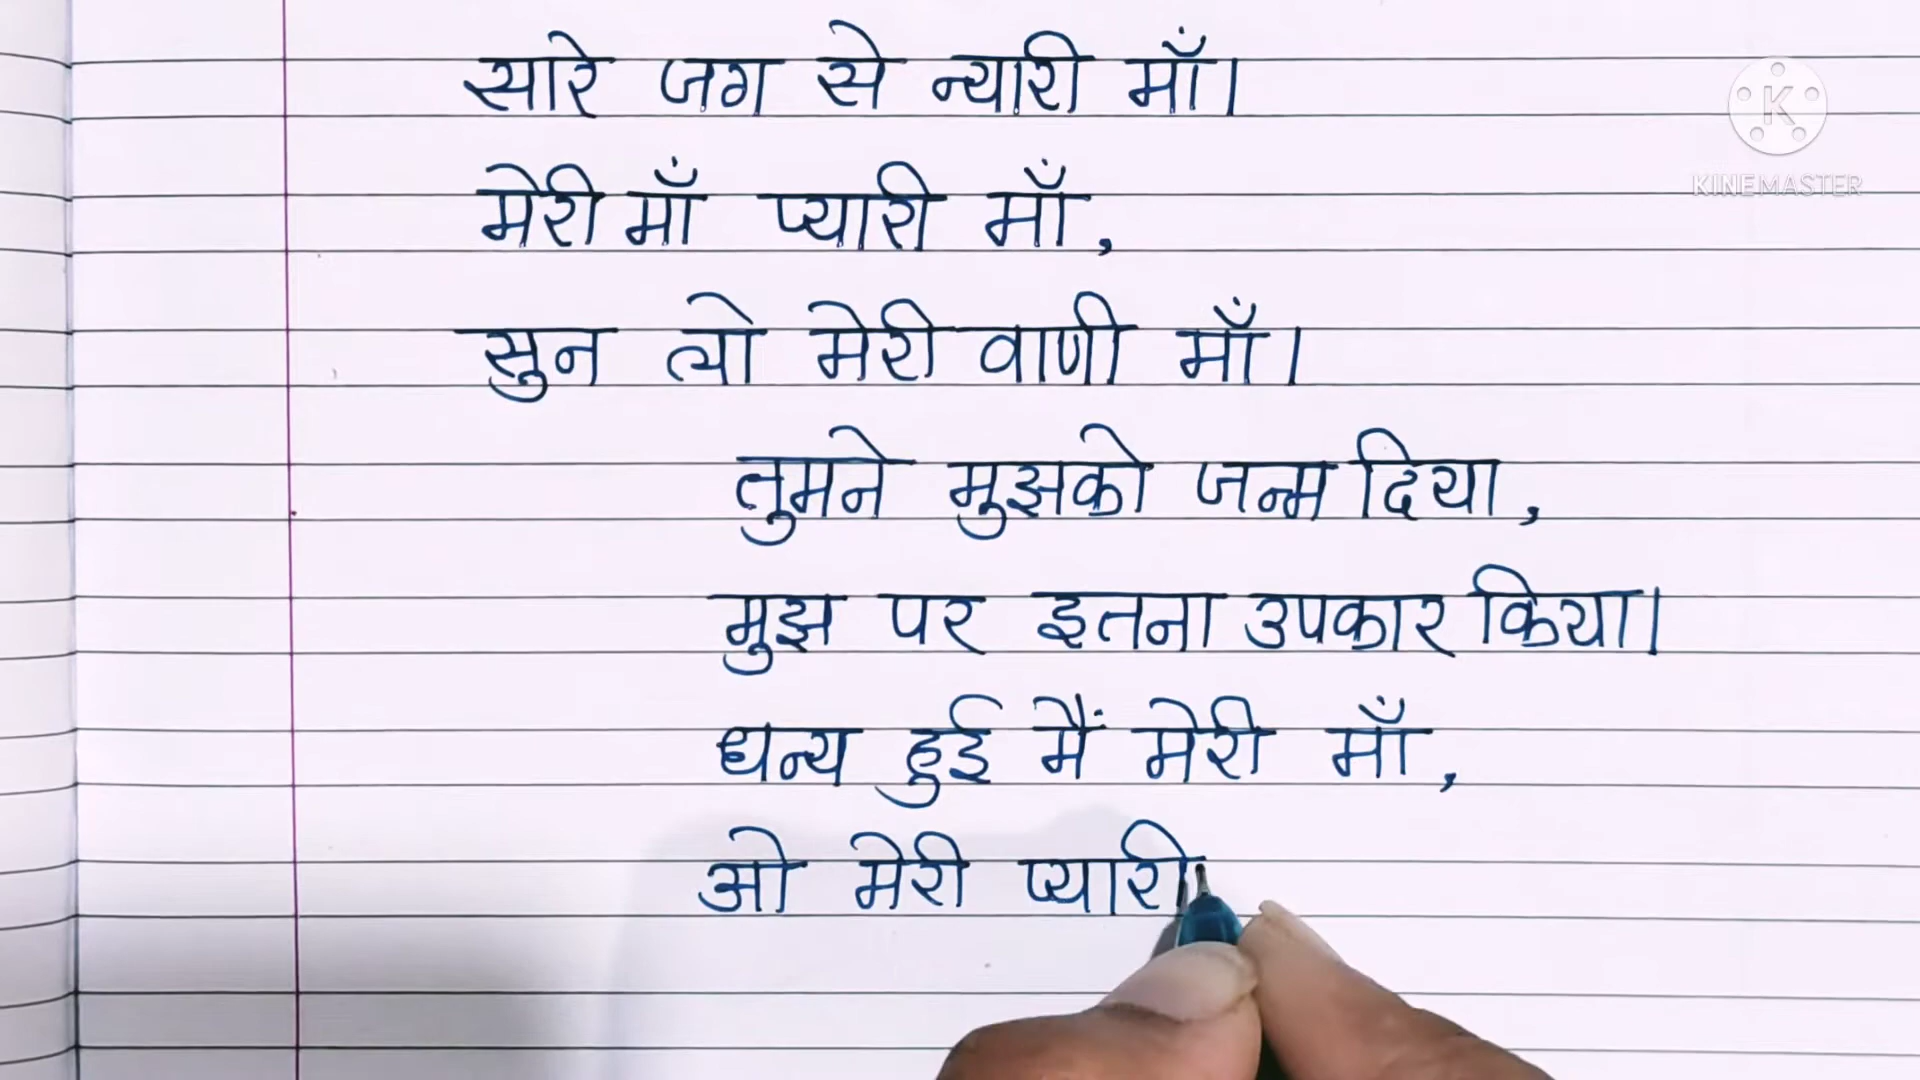 सारे जग से न्यारी माँ।
मेरी माँ प्यारी माँ,
सुन लो मेरी वाणी माँ।
तुमने मुझको जन्म दिया,
मुझ पर इतना उपकार किया।
धन्य हुई मैं मेरी माँ,
ओ मेरी प्यारी
K
KINEMASTER